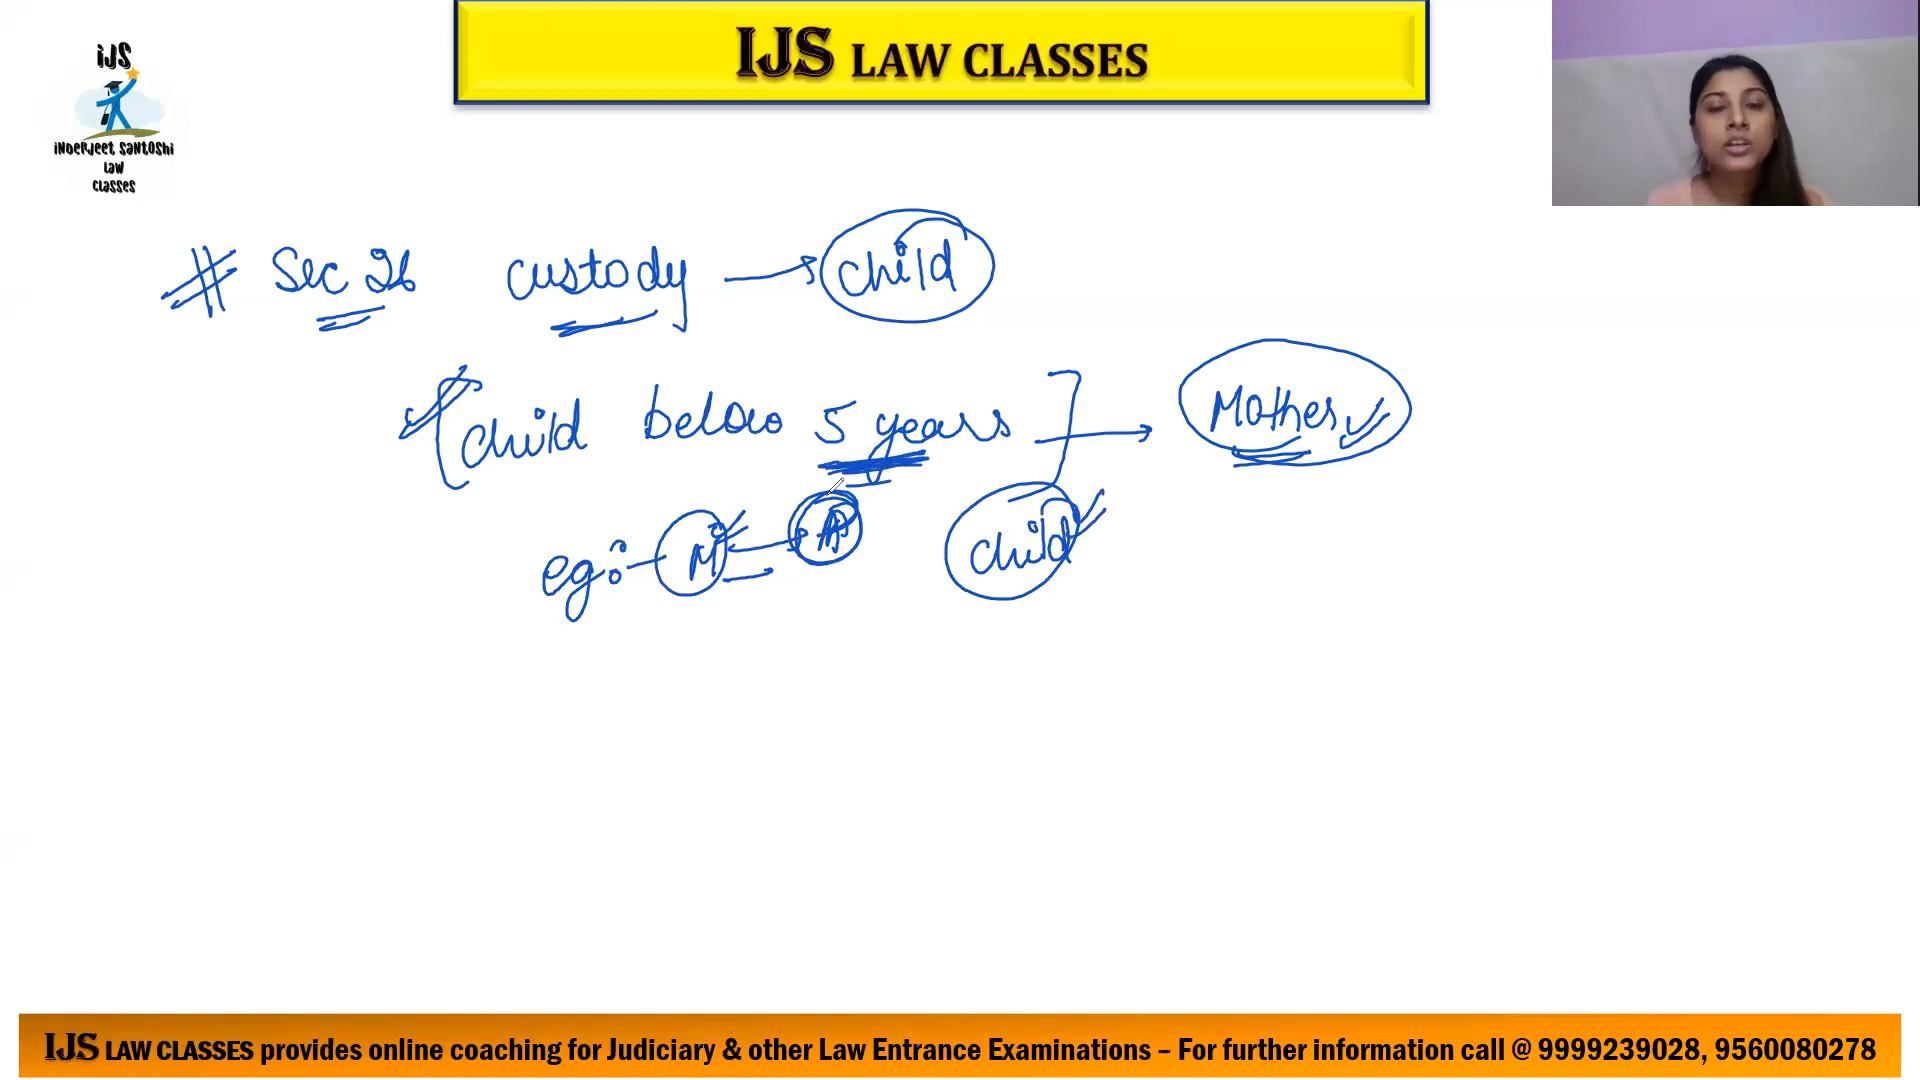 IJS LAW CLASSES
iJS
iNDERJEET SANTOSHi
LAW
CLASSES
# Sec 26 custody → child
child below 5 years → Mother
eg:- M A child
IJS LAW CLASSES provides online coaching for Judiciary & other Law Entrance Examinations – For further information call @ 9999239028, 9560080278